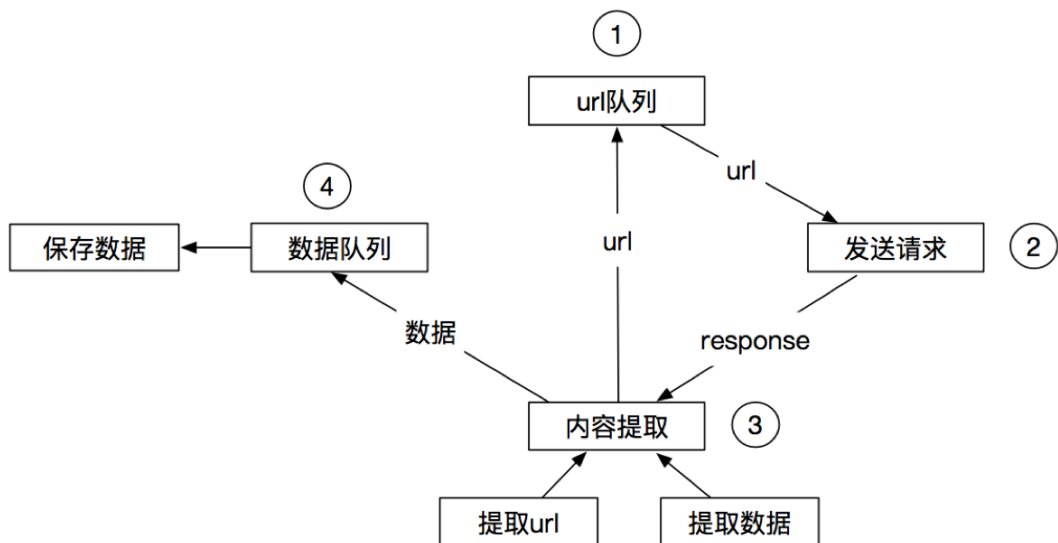 ①
url队列
url
④
保存数据
数据队列
url
发送请求
②
数据
response
内容提取
③
提取url
提取数据